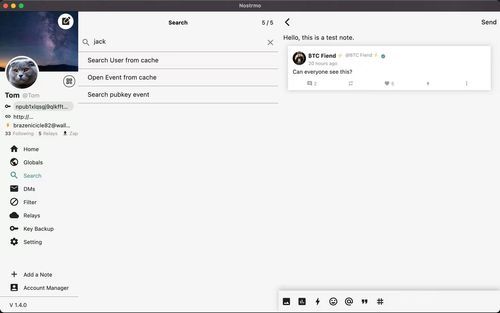 Nostrmo
Tom @Tom
npub1xlqsgj9qlkfft...
http://...
brazenicicle82@wall...
33 Following 5 Relays Zap
Home
Globals
Search
DMs
Filter
Relays
Key Backup
Setting
Add a Note
Account Manager
V 1.4.0
Search 5 / 5
jack
Search User from cache
Open Event from cache
Search pubkey event
Send
Hello, this is a test note.
BTC Fiend @BTC Fiend
20 hours ago
Can everyone see this?
2 6